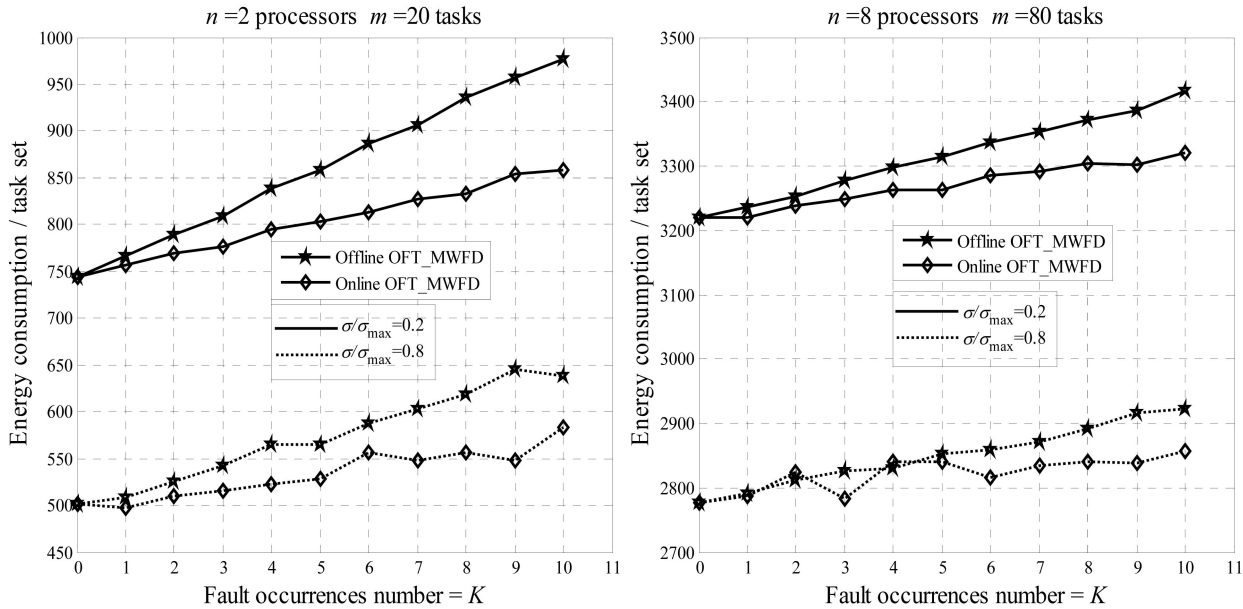 n =2 processors m =20 tasks
1000
950
900
850
800
750
700
650
600
550
500
450
Energy consumption / task set
Offline OFT_MWFD
Online OFT_MWFD
σ/σmax=0.2
σ/σmax=0.8
0 1 2 3 4 5 6 7 8 9 10 11
Fault occurrences number = K
n =8 processors m =80 tasks
3500
3400
3300
3200
3100
3000
2900
2800
2700
Energy consumption / task set
Offline OFT_MWFD
Online OFT_MWFD
σ/σmax=0.2
σ/σmax=0.8
0 1 2 3 4 5 6 7 8 9 10 11
Fault occurrences number = K